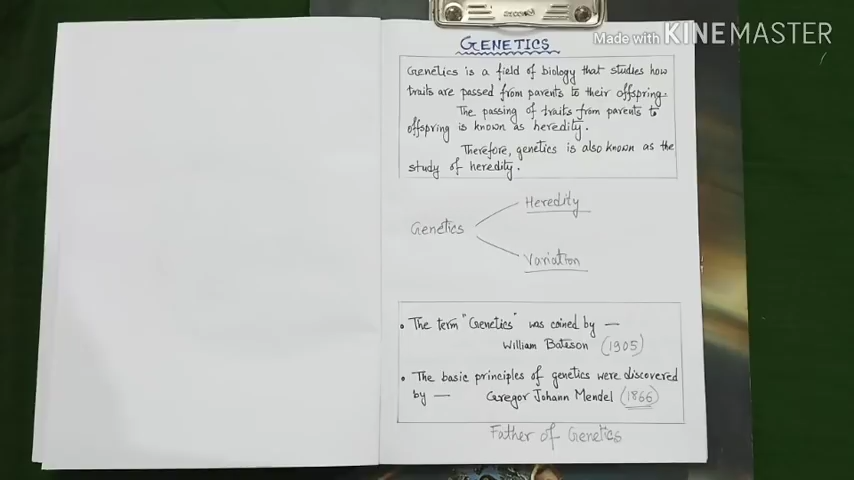 Made with KINEMASTER
GENETICS
Genetics is a field of biology that studies how
traits are passed from parents to their offspring.
The passing of traits from parents to
offspring is known as heredity.
Therefore, genetics is also known as the
study of heredity.
Heredity
Genetics
Variation
• The term "Genetics" was coined by —
William Bateson (1905)
• The basic principles of genetics were discovered
by — Gregor Johann Mendel (1866)
Father of Genetics